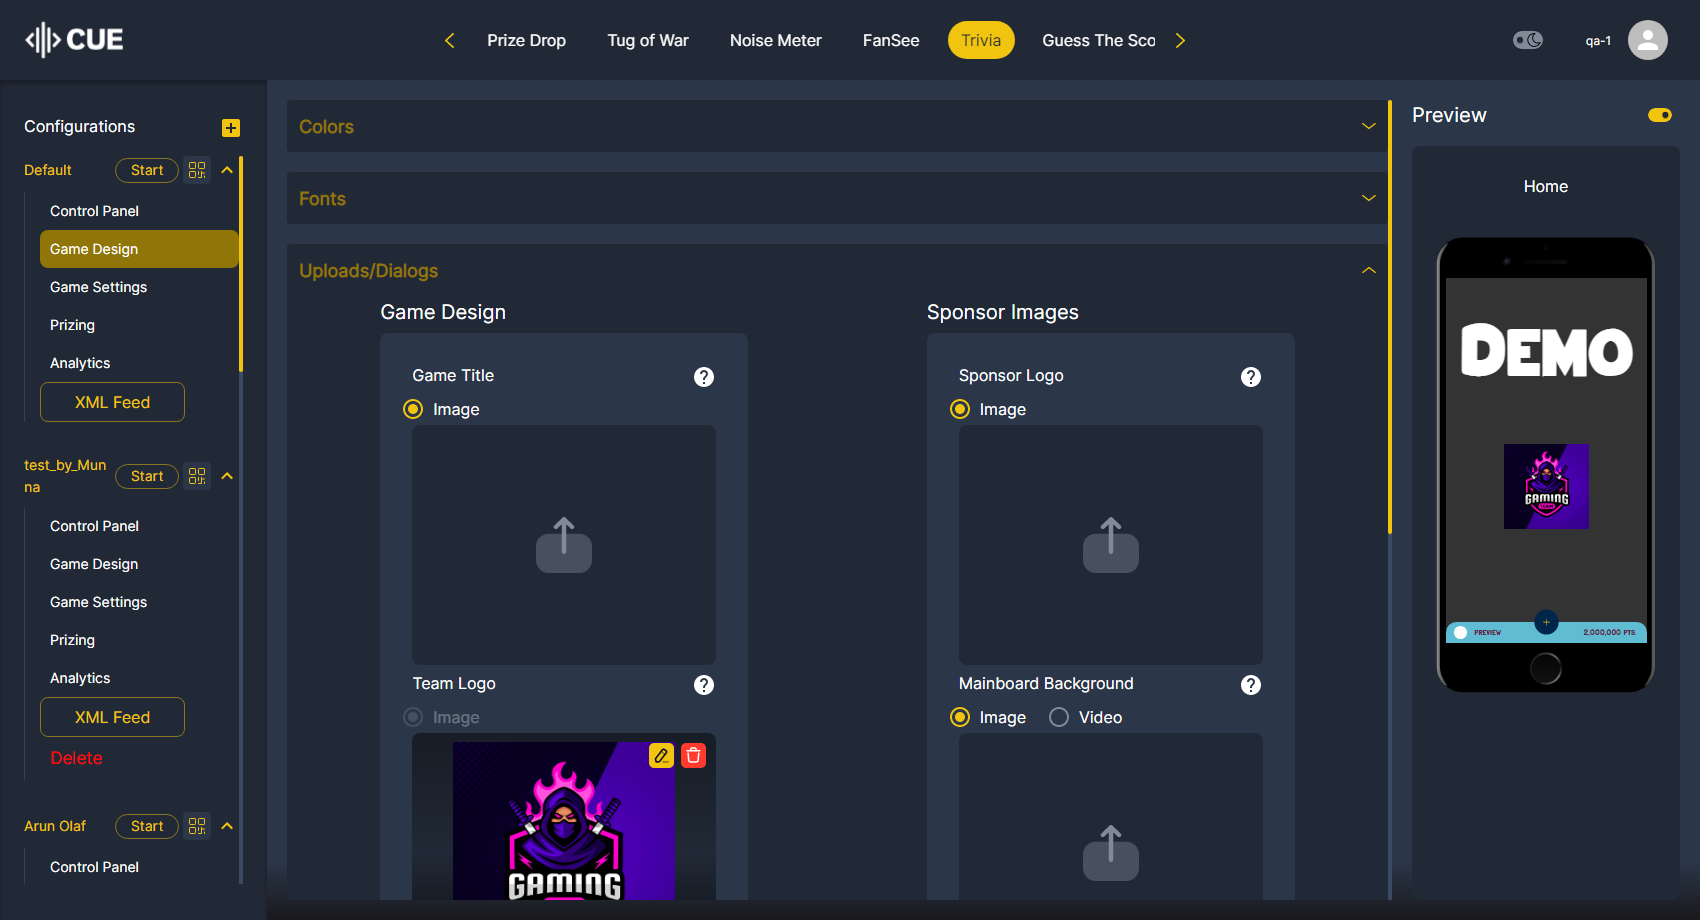 CUE
Prize Drop
Tug of War
Noise Meter
FanSee
Trivia
Guess The Sco
qa-1
Configurations
Default
Start
Control Panel
Game Design
Game Settings
Prizing
Analytics
XML Feed
test_by_Mun
na
Start
Control Panel
Game Design
Game Settings
Prizing
Analytics
XML Feed
Delete
Arun Olaf
Start
Control Panel
Colors
Fonts
Uploads/Dialogs
Game Design
Game Title
?
Image
Team Logo
?
Image
GAMING
Sponsor Images
Sponsor Logo
?
Image
Mainboard Background
?
Image
Video
Preview
Home
DEMO
GAMING
TEAM
PREVIEW
2,000,000 PTS.